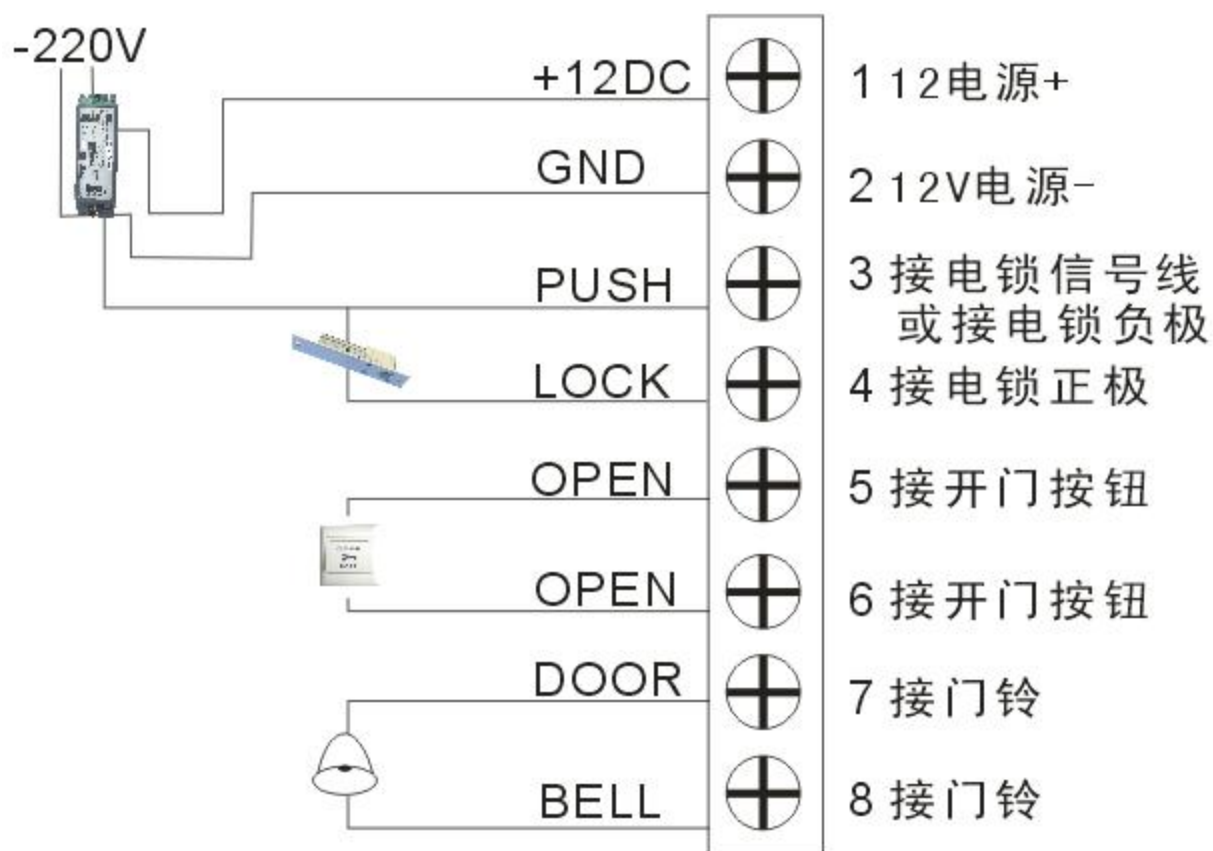 -220V
+12DC
1 12电源+
GND
2 12V电源-
PUSH
3 接电锁信号线
或接电锁负极
LOCK
4 接电锁正极
OPEN
5 接开门按钮
OPEN
6 接开门按钮
DOOR
7 接门铃
BELL
8 接门铃